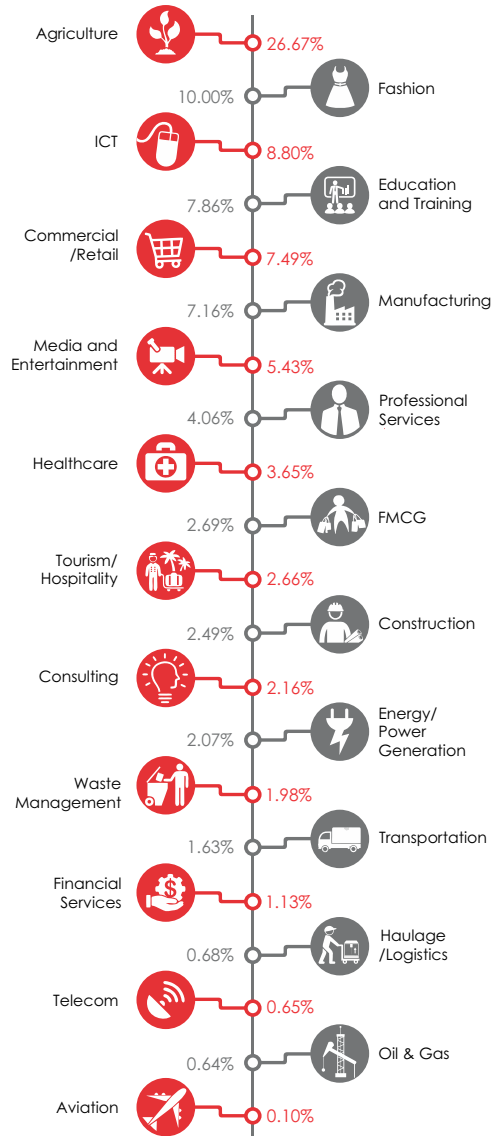 Agriculture
26.67%
10.00%
Fashion
ICT
8.80%
7.86%
Education
and Training
Commercial
/Retail
7.49%
7.16%
Manufacturing
Media and
Entertainment
5.43%
4.06%
Professional
Services
Healthcare
3.65%
2.69%
FMCG
Tourism/
Hospitality
2.66%
2.49%
Construction
Consulting
2.16%
2.07%
Energy/
Power
Generation
Waste
Management
1.98%
1.63%
Transportation
Financial
Services
$
1.13%
0.68%
Haulage
/Logistics
Telecom
0.65%
0.64%
Oil & Gas
Aviation
0.10%